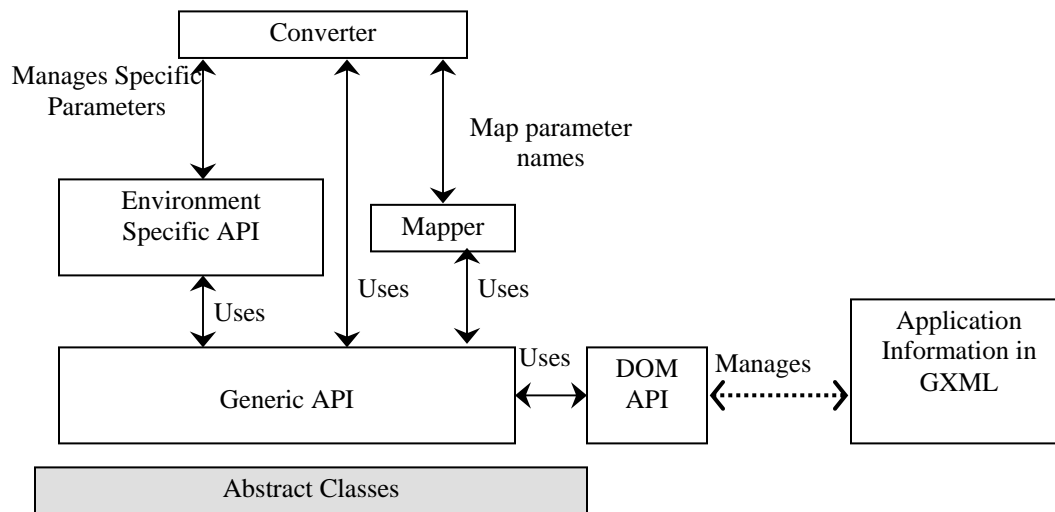 Converter
Manages Specific
Parameters
Map parameter
names
Environment
Specific API
Mapper
Uses
Uses
Uses
Application
Information in
GXML
Uses
DOM
API
Manages
Generic API
Abstract Classes